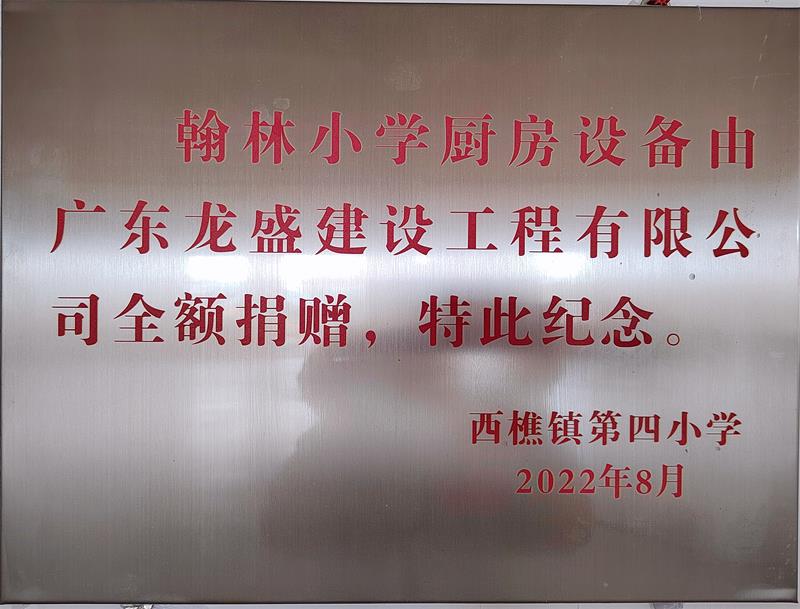 翰林小学厨房设备由
广东龙盛建设工程有限公
司全额捐赠，特此纪念。
西樵镇第四小学
2022年8月